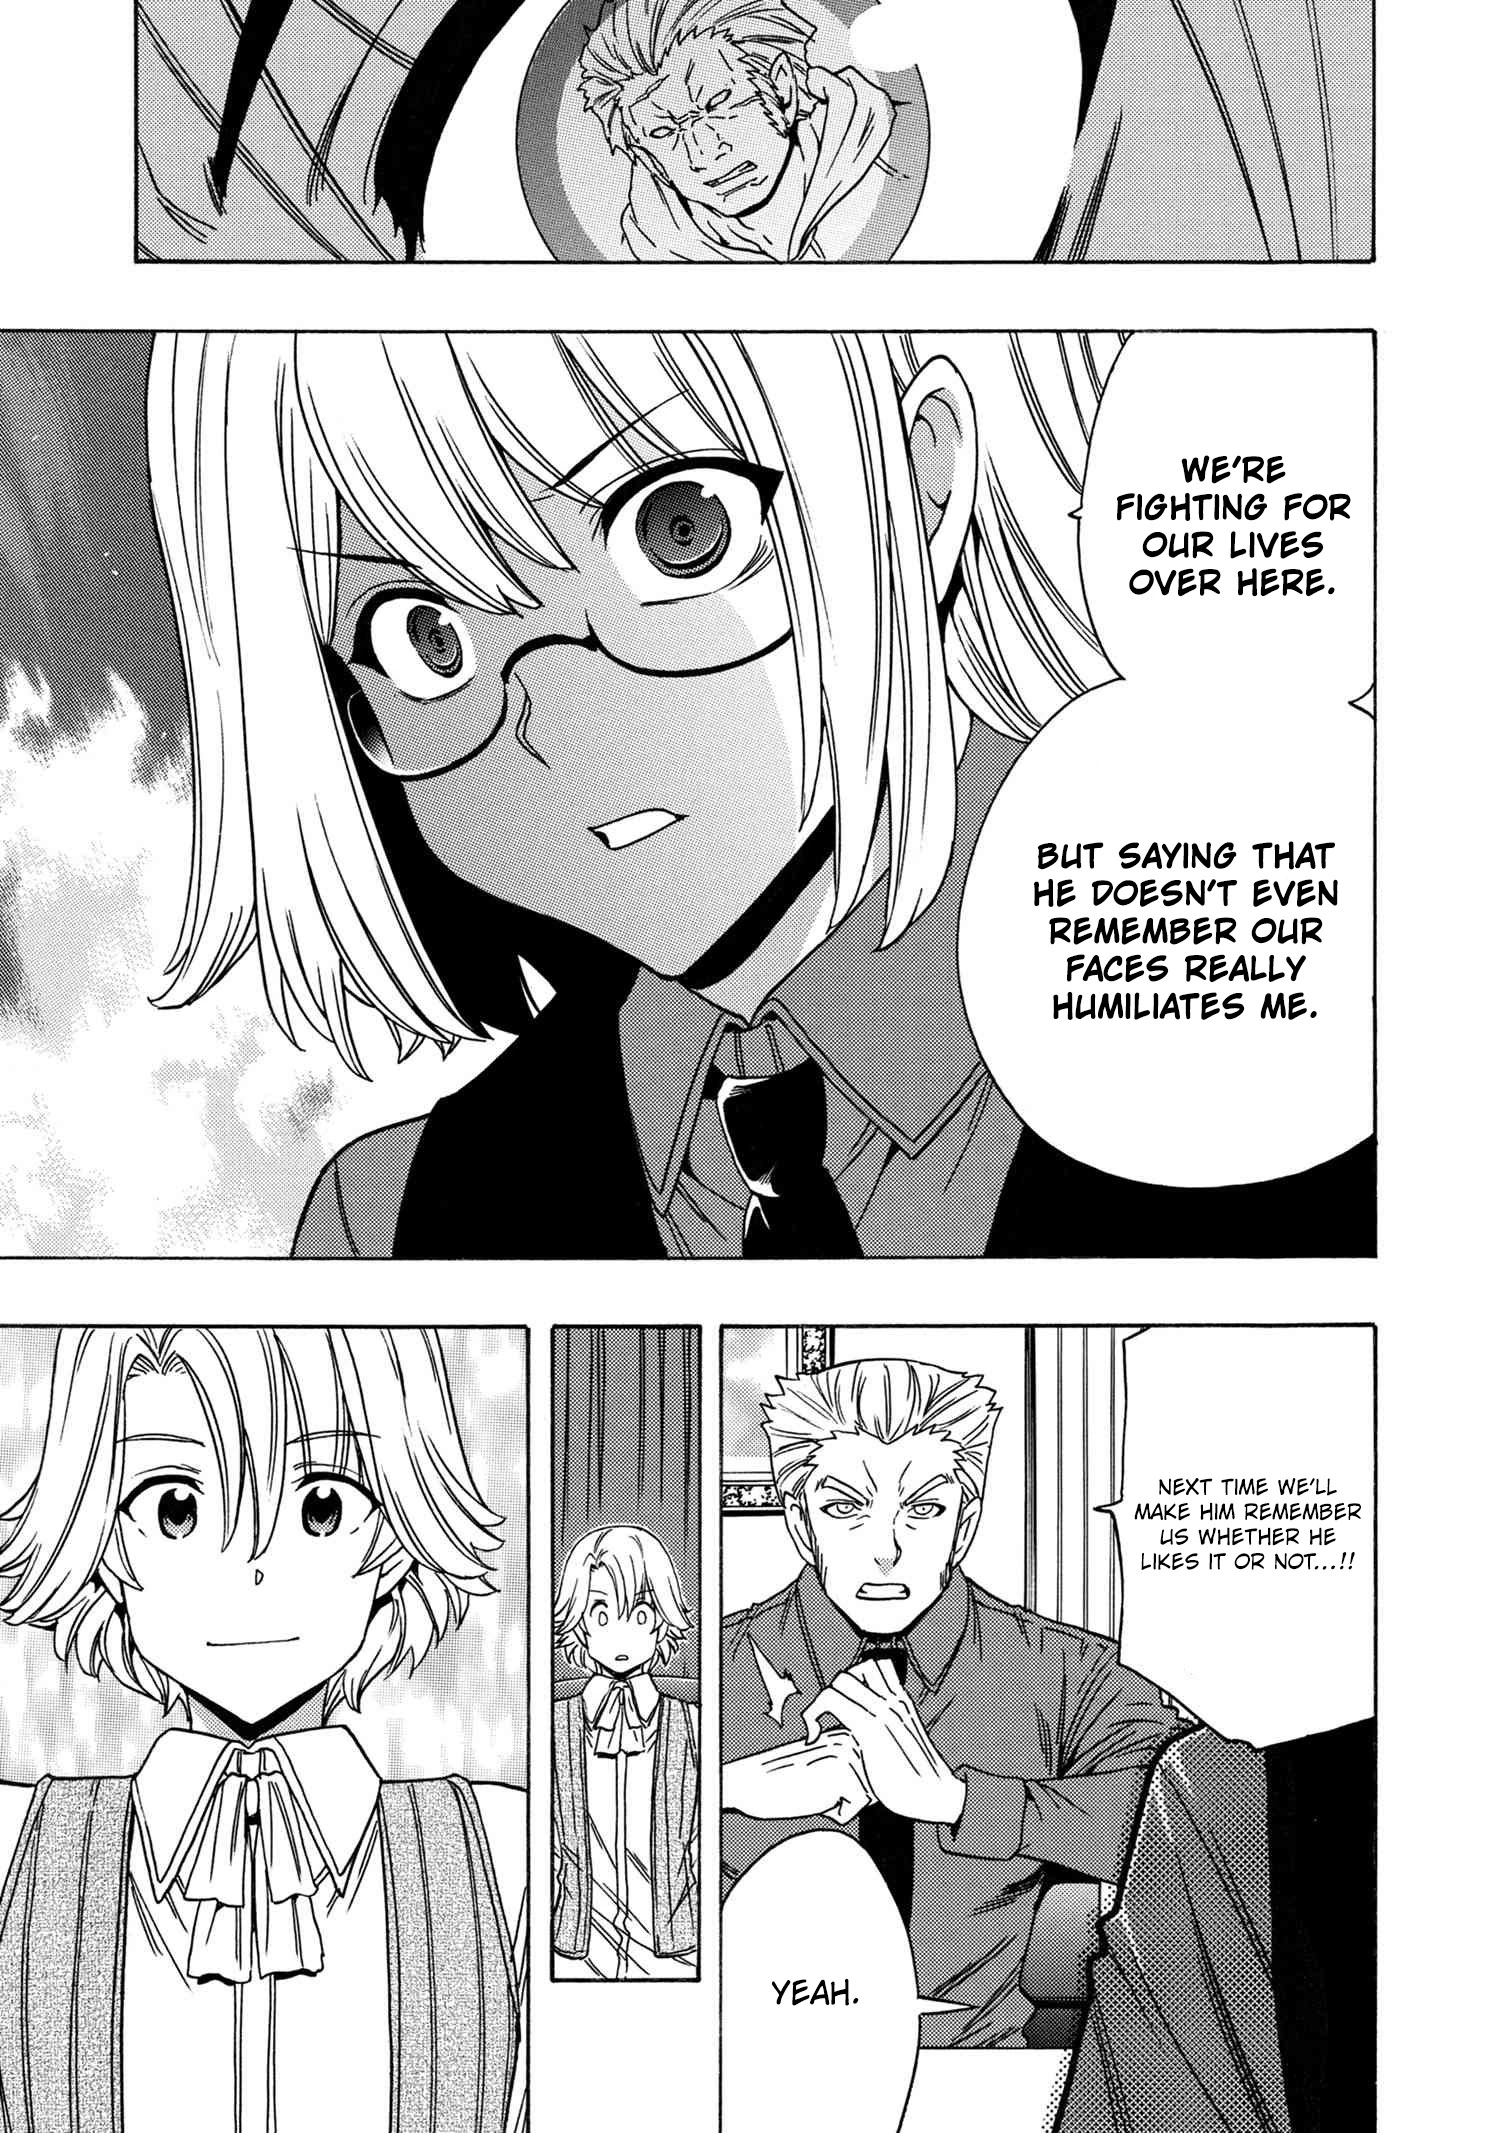 WE'RE
FIGHTING FOR
OUR LIVES
OVER HERE.
BUT SAYING THAT
HE DOESN'T EVEN
REMEMBER OUR
FACES REALLY
HUMILIATES ME.
NEXT TIME WE'LL
MAKE HIM REMEMBER
US WHETHER HE
LIKES IT OR NOT...!!
YEAH.